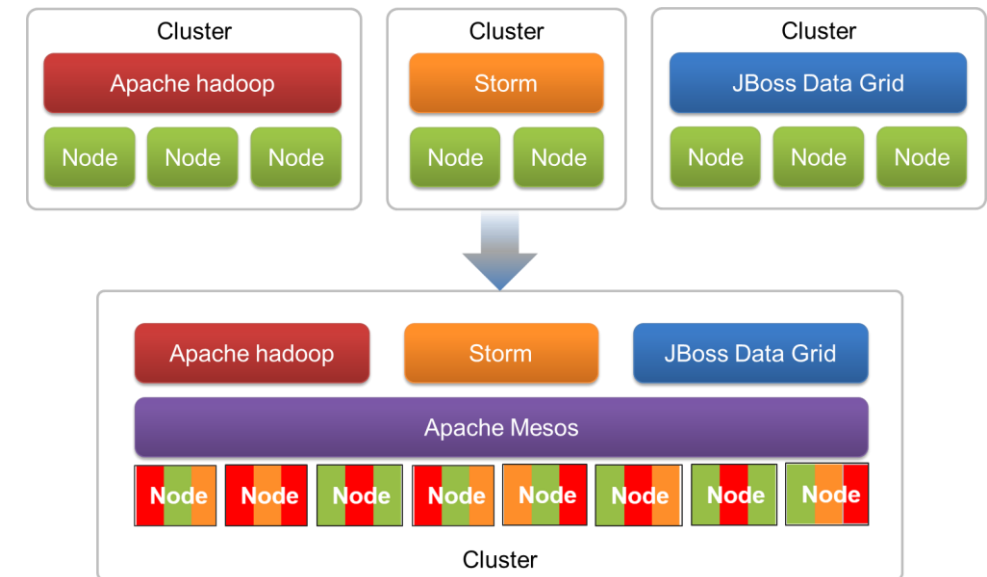 Cluster Cluster Cluster
Apache hadoop Storm JBoss Data Grid
Node Node Node Node Node Node Node Node
Apache hadoop Storm JBoss Data Grid
Apache Mesos
Node Node Node Node Node Node Node Node
Cluster